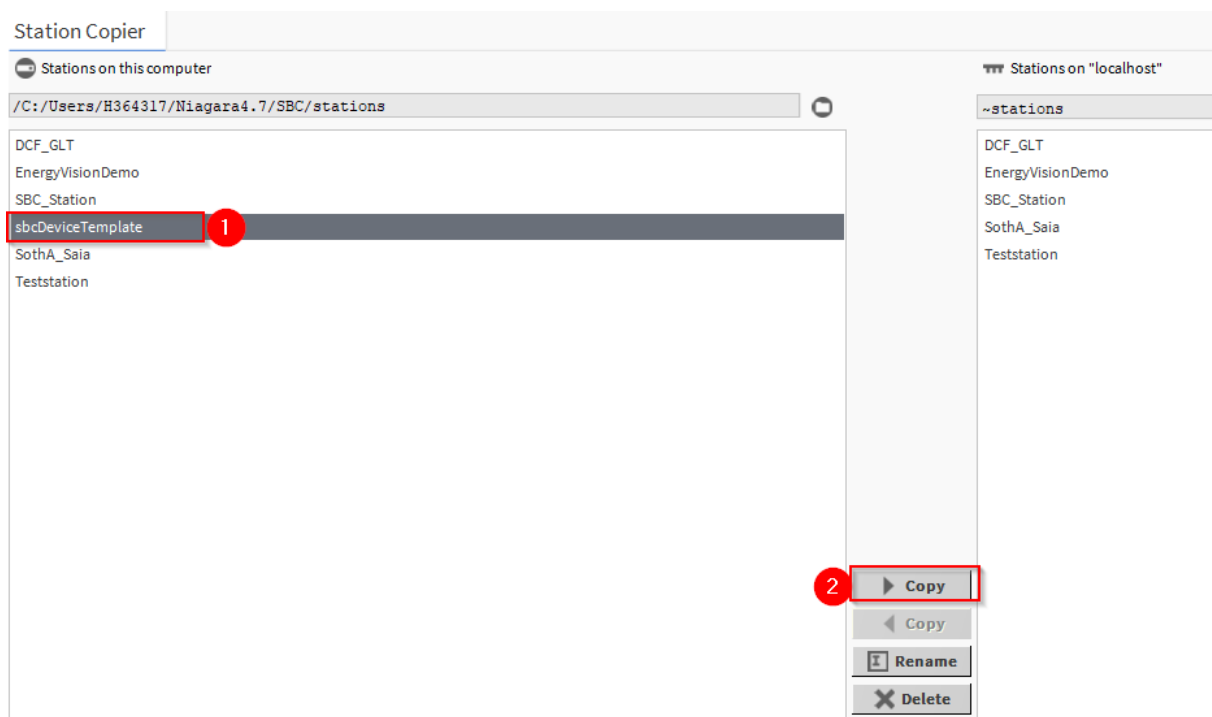 Station Copier
Stations on this computer
Stations on "localhost"
/C:/Users/H364317/Niagara4.7/SBC/stations
~stations
DCF_GLT
EnergyVisionDemo
SBC_Station
sbcDeviceTemplate
1
SothA_Saia
Teststation
DCF_GLT
EnergyVisionDemo
SBC_Station
SothA_Saia
Teststation
2
Copy
Copy
Rename
Delete